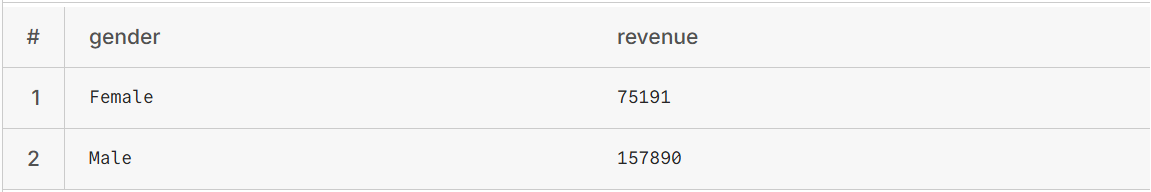 # gender revenue
1 Female 75191
2 Male 157890